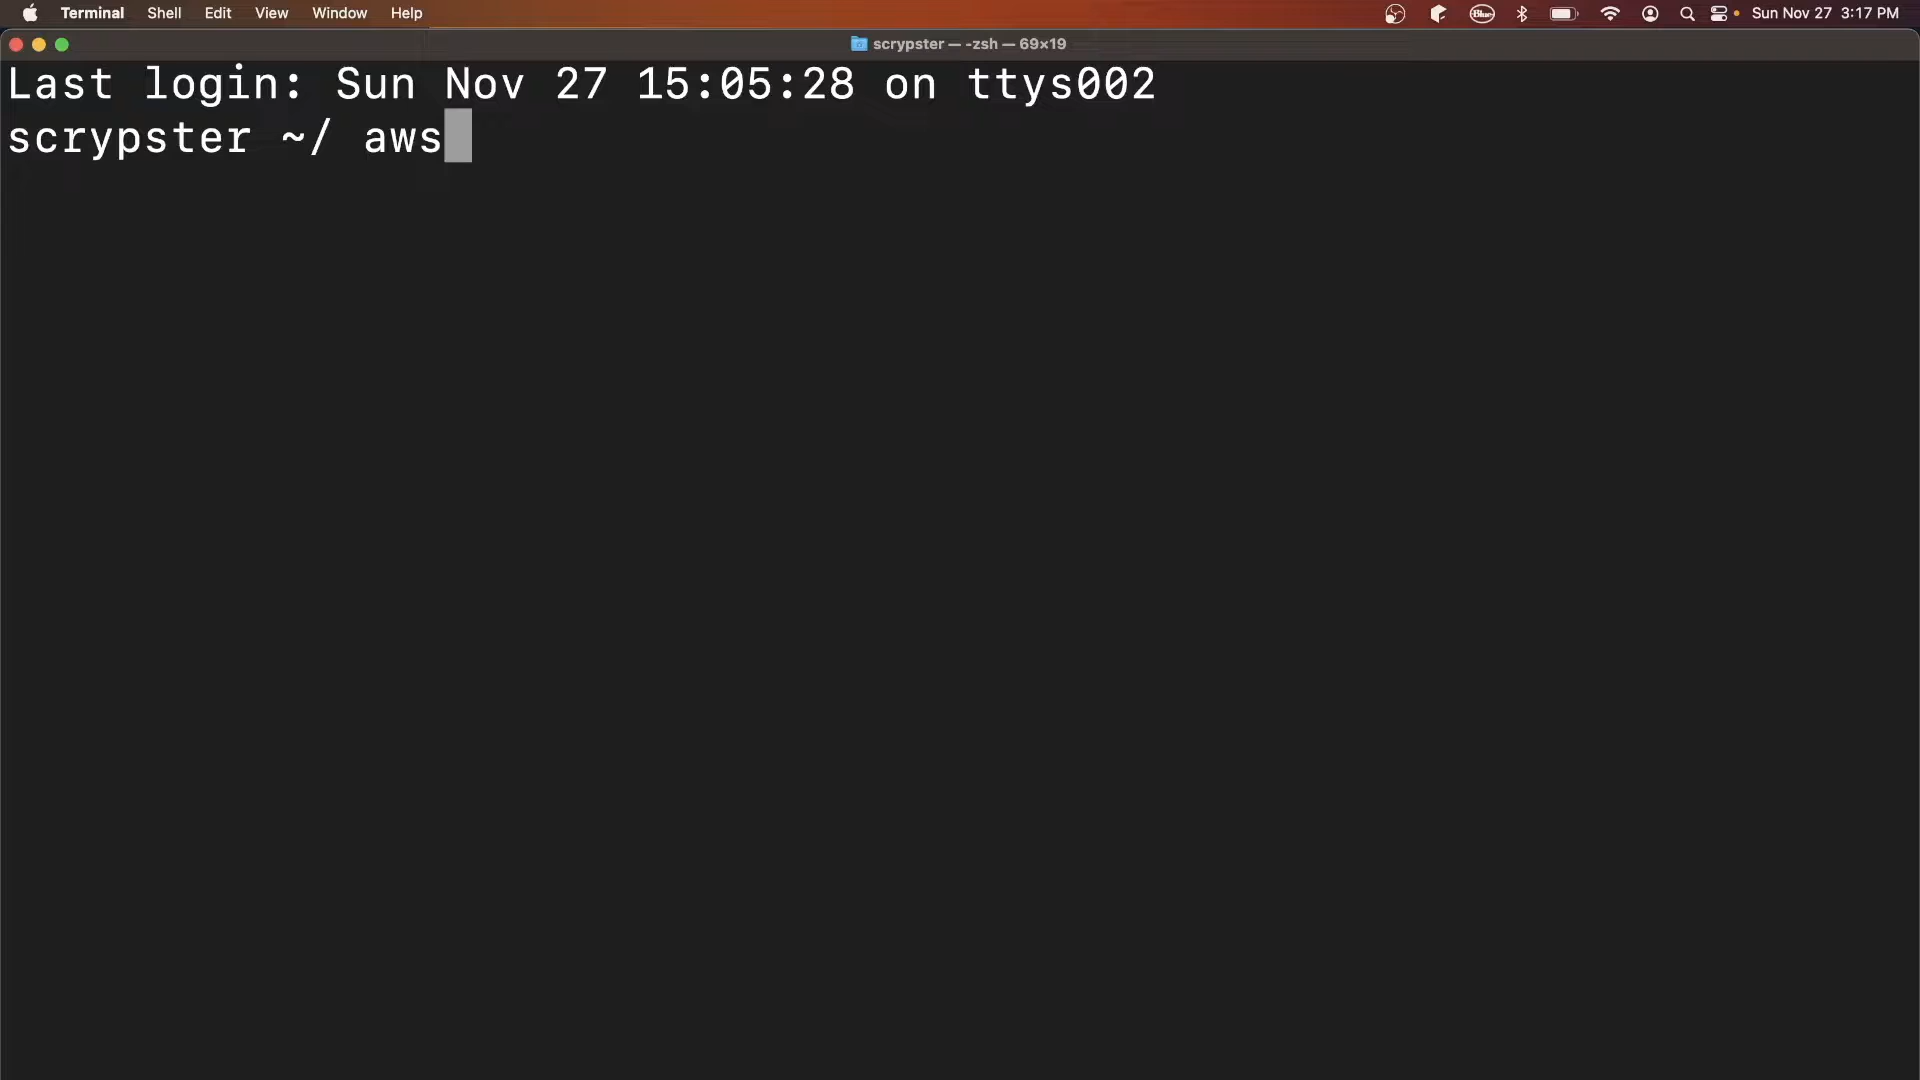 Terminal Shell Edit View Window Help Blue Sun Nov 27 3:17 PM
scrypster — -zsh — 69×19
Last login: Sun Nov 27 15:05:28 on ttys002
scrypster ~/ aws